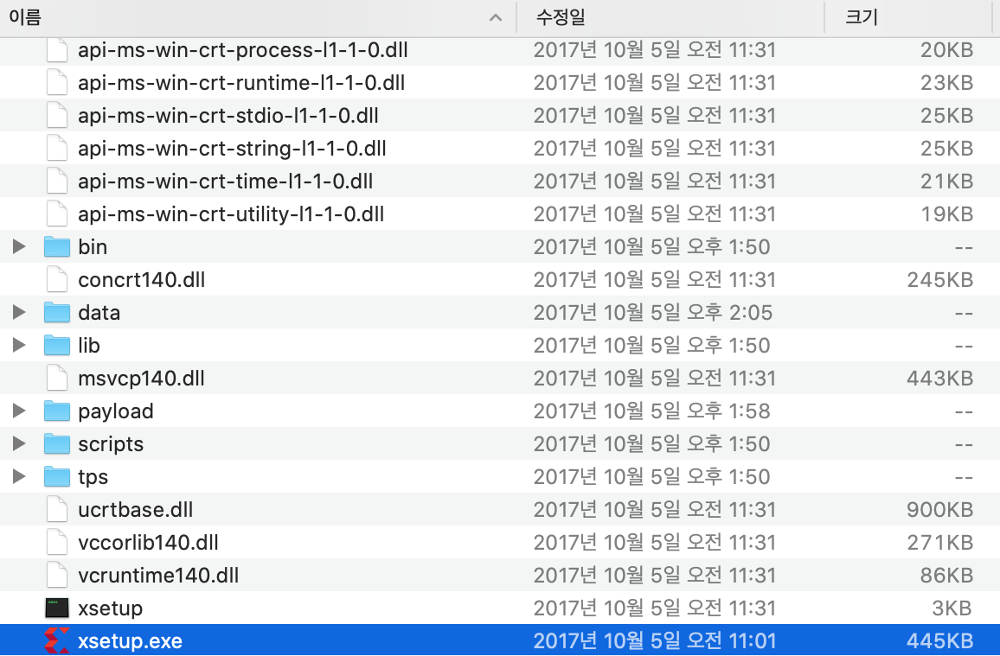 이름 수정일 크기
api-ms-win-crt-process-l1-1-0.dll 2017년 10월 5일 오전 11:31 20KB
api-ms-win-crt-runtime-l1-1-0.dll 2017년 10월 5일 오전 11:31 23KB
api-ms-win-crt-stdio-l1-1-0.dll 2017년 10월 5일 오전 11:31 25KB
api-ms-win-crt-string-l1-1-0.dll 2017년 10월 5일 오전 11:31 25KB
api-ms-win-crt-time-l1-1-0.dll 2017년 10월 5일 오전 11:31 21KB
api-ms-win-crt-utility-l1-1-0.dll 2017년 10월 5일 오전 11:31 19KB
bin 2017년 10월 5일 오후 1:50 --
concrt140.dll 2017년 10월 5일 오전 11:31 245KB
data 2017년 10월 5일 오후 2:05 --
lib 2017년 10월 5일 오후 1:50 --
msvcp140.dll 2017년 10월 5일 오전 11:31 443KB
payload 2017년 10월 5일 오후 1:58 --
scripts 2017년 10월 5일 오후 1:50 --
tps 2017년 10월 5일 오후 1:50 --
ucrtbase.dll 2017년 10월 5일 오전 11:31 900KB
vccorlib140.dll 2017년 10월 5일 오전 11:31 271KB
vcruntime140.dll 2017년 10월 5일 오전 11:31 86KB
xsetup 2017년 10월 5일 오전 11:31 3KB
xsetup.exe 2017년 10월 5일 오전 11:01 445KB